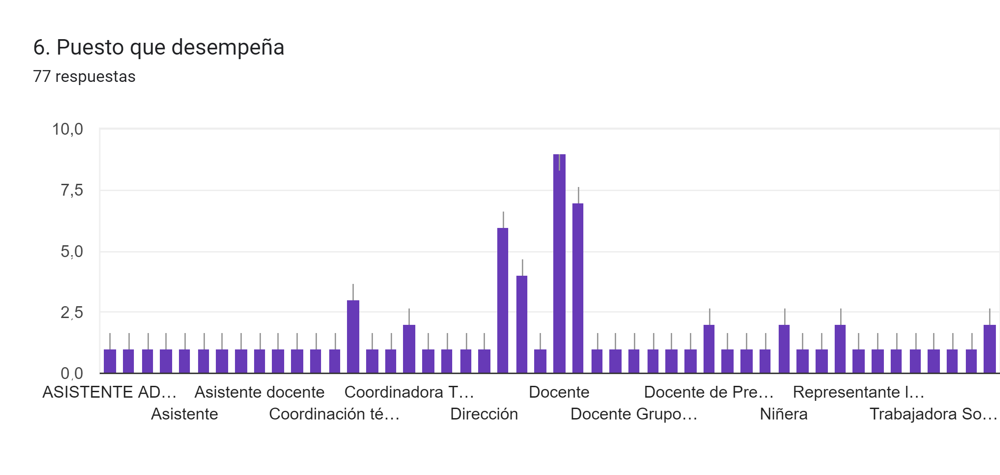 6. Puesto que desempeña
77 respuestas
10,0
7,5
5,0
2,5
0,0
ASISTENTE AD…
Asistente
Asistente docente
Coordinación té…
Coordinadora T…
Dirección
Docente
Docente Grupo…
Docente de Pre…
Niñera
Representante l…
Trabajadora So…